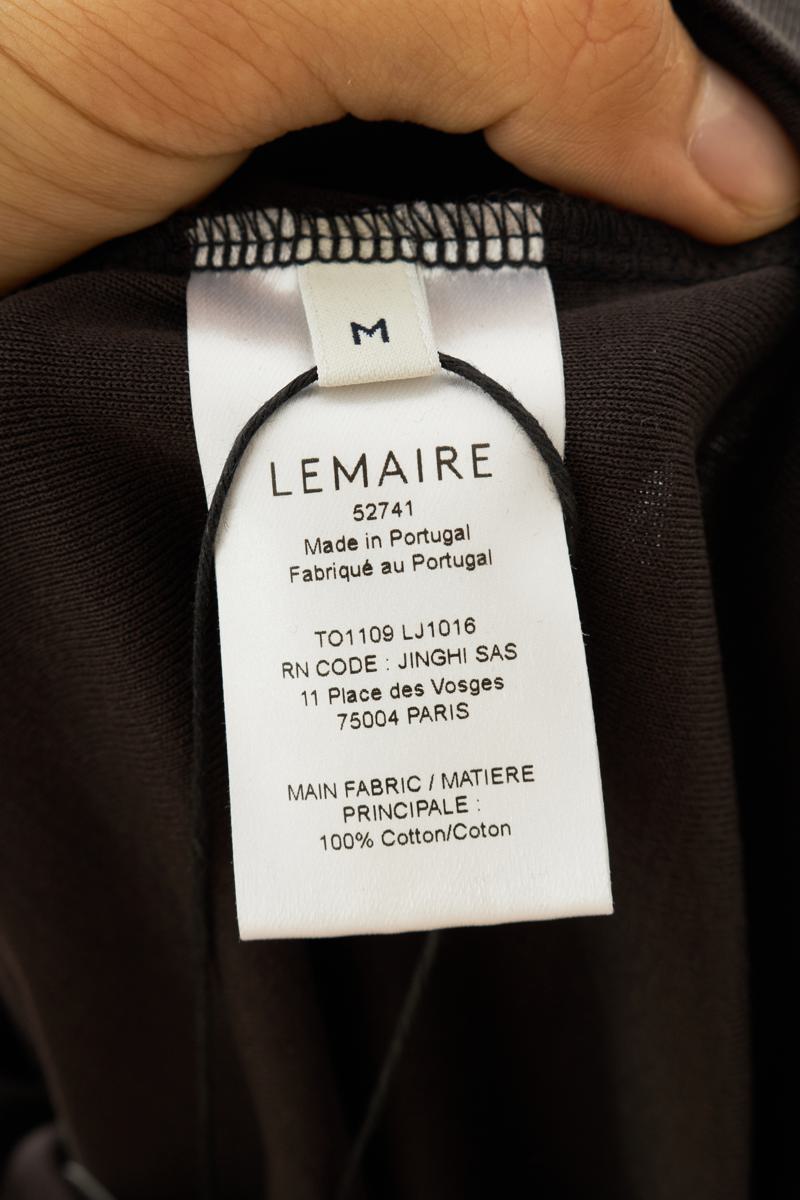 M
LEMAIRE
52741
Made in Portugal
Fabriqué au Portugal
TO1109 LJ1016
RN CODE : JINGHI SAS
11 Place des Vosges
75004 PARIS
MAIN FABRIC / MATIERE
PRINCIPALE :
100% Cotton/Coton